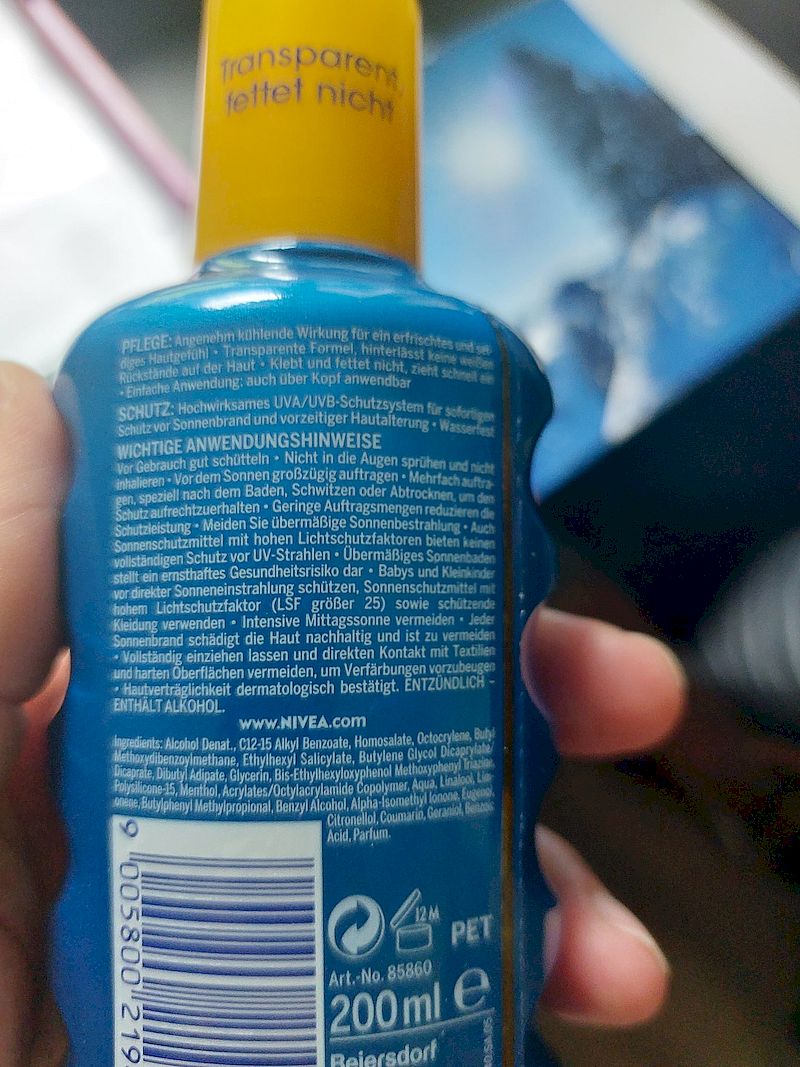 Transparent,
fettet nicht
PFLEGE: Angenehm kühlende Wirkung für ein erfrischtes und sei-
diges Hautgefühl • Transparente Formel, hinterlässt keine weißen
Rückstände auf der Haut • Klebt und fettet nicht, zieht schnell ein
• Einfache Anwendung: auch über Kopf anwendbar
SCHUTZ: Hochwirksames UVA/UVB-Schutzsystem für sofortigen
Schutz vor Sonnenbrand und vorzeitiger Hautalterung • Wasserfest
WICHTIGE ANWENDUNGSHINWEISE
Vor Gebrauch gut schütteln • Nicht in die Augen sprühen und nicht
inhalieren • Vor dem Sonnen großzügig auftragen • Mehrfach auftra-
gen, speziell nach dem Baden, Schwitzen oder Abtrocknen, um den
Schutz aufrechtzuerhalten • Geringe Auftragsmengen reduzieren die
Schutzleistung • Meiden Sie übermäßige Sonnenbestrahlung • Auch
Sonnenschutzmittel mit hohen Lichtschutzfaktoren bieten keinen
vollständigen Schutz vor UV-Strahlen • Übermäßiges Sonnenbaden
stellt ein ernsthaftes Gesundheitsrisiko dar • Babys und Kleinkinder
vor direkter Sonneneinstrahlung schützen, Sonnenschutzmittel mit
hohem Lichtschutzfaktor (LSF größer 25) sowie schützende
Kleidung verwenden • Intensive Mittagssonne vermeiden • Jeder
Sonnenbrand schädigt die Haut nachhaltig und ist zu vermeiden
• Vollständig einziehen lassen und direkten Kontakt mit Textilien
und harten Oberflächen vermeiden, um Verfärbungen vorzubeugen
• Hautverträglichkeit dermatologisch bestätigt. ENTZÜNDLICH –
ENTHÄLT ALKOHOL.
www.NIVEA.com
Ingredients: Alcohol Denat., C12-15 Alkyl Benzoate, Homosalate, Octocrylene, Butyl
Methoxydibenzoylmethane, Ethylhexyl Salicylate, Butylene Glycol Dicaprylate/
Dicaprate, Dibutyl Adipate, Glycerin, Bis-Ethylhexyloxyphenol Methoxyphenyl Triazine,
Polysilicone-15, Menthol, Acrylates/Octylacrylamide Copolymer, Aqua, Linalool, Lim-
onene, Butylphenyl Methylpropional, Benzyl Alcohol, Alpha-Isomethyl Ionone, Eugenol,
Citronellol, Coumarin, Geraniol, Benzoic
Acid, Parfum.
9 005800 219
12M
PET
Art.-No. 85860
200 ml e
Beiersdorf